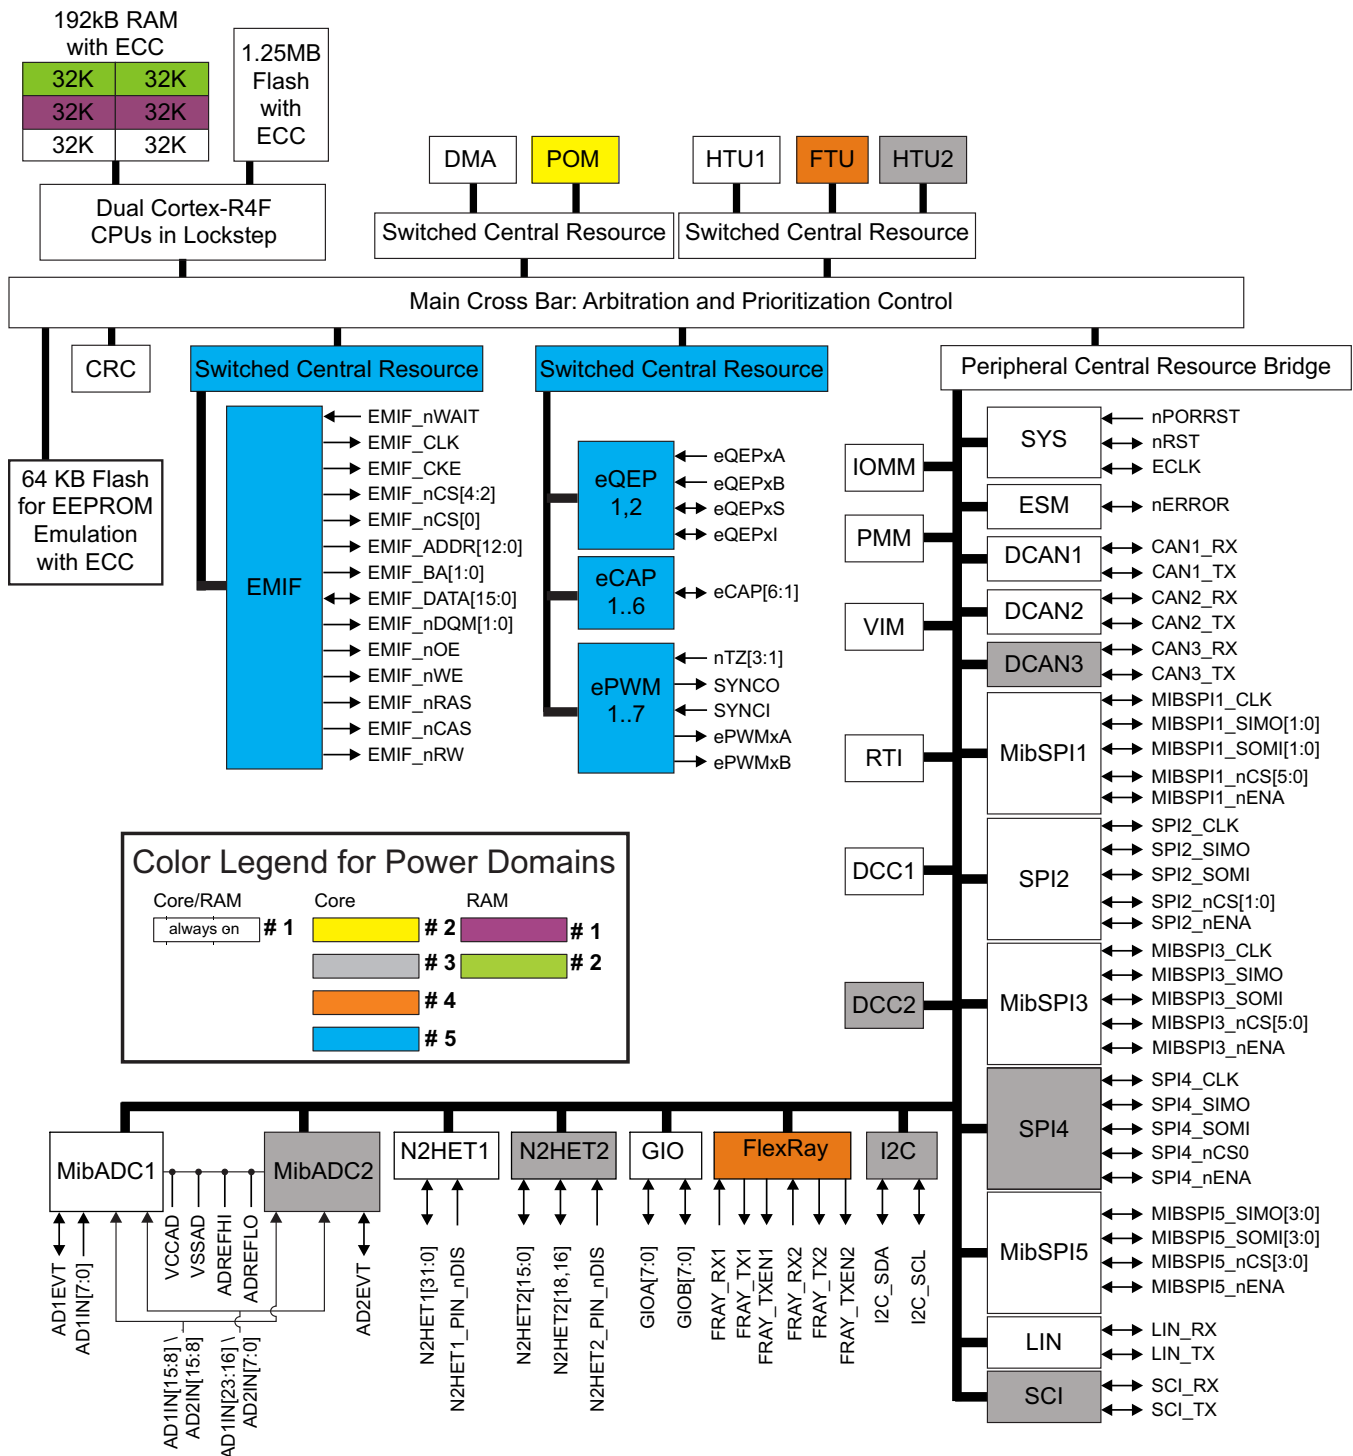 192kB RAM
with ECC
32K 32K
32K 32K
32K 32K
1.25MB
Flash
with
ECC
Dual Cortex-R4F
CPUs in Lockstep
DMA
POM
HTU1
FTU
HTU2
Switched Central Resource
Switched Central Resource
Main Cross Bar: Arbitration and Prioritization Control
CRC
64 KB Flash
for EEPROM
Emulation
with ECC
Switched Central Resource
EMIF
EMIF_nWAIT
EMIF_CLK
EMIF_CKE
EMIF_nCS[4:2]
EMIF_nCS[0]
EMIF_ADDR[12:0]
EMIF_BA[1:0]
EMIF_DATA[15:0]
EMIF_nDQM[1:0]
EMIF_nOE
EMIF_nWE
EMIF_nRAS
EMIF_nCAS
EMIF_nRW
Switched Central Resource
eQEP
1,2
eQEPxA
eQEPxB
eQEPxS
eQEPxI
eCAP
1..6
eCAP[6:1]
ePWM
1..7
nTZ[3:1]
SYNCO
SYNCI
ePWMxA
ePWMxB
Peripheral Central Resource Bridge
IOMM
PMM
VIM
RTI
DCC1
DCC2
SYS
nPORRST
nRST
ECLK
ESM
nERROR
DCAN1
CAN1_RX
CAN1_TX
DCAN2
CAN2_RX
CAN2_TX
DCAN3
CAN3_RX
CAN3_TX
MibSPI1
MIBSPI1_CLK
MIBSPI1_SIMO[1:0]
MIBSPI1_SOMI[1:0]
MIBSPI1_nCS[5:0]
MIBSPI1_nENA
SPI2
SPI2_CLK
SPI2_SIMO
SPI2_SOMI
SPI2_nCS[1:0]
SPI2_nENA
MibSPI3
MIBSPI3_CLK
MIBSPI3_SIMO
MIBSPI3_SOMI
MIBSPI3_nCS[5:0]
MIBSPI3_nENA
SPI4
SPI4_CLK
SPI4_SIMO
SPI4_SOMI
SPI4_nCS0
SPI4_nENA
MibSPI5
MIBSPI5_SIMO[3:0]
MIBSPI5_SOMI[3:0]
MIBSPI5_nCS[3:0]
MIBSPI5_nENA
LIN
LIN_RX
LIN_TX
SCI
SCI_RX
SCI_TX
Color Legend for Power Domains
Core/RAM Core RAM
always on # 1
# 2
# 3
# 4
# 5
# 1
# 2
MibADC1
MibADC2
N2HET1
N2HET2
GIO
FlexRay
I2C
AD1EVT
AD1IN[7:0]
AD1IN[15:8] \
AD2IN[15:8]
VCCAD
VSSAD
ADREFHI
ADREFLO
AD1IN[23:16] \
AD2IN[7:0]
AD2EVT
N2HET1[31:0]
N2HET1_PIN_nDIS
N2HET2[15:0]
N2HET2[18,16]
N2HET2_PIN_nDIS
GIOA[7:0]
GIOB[7:0]
FRAY_RX1
FRAY_TX1
FRAY_TXEN1
FRAY_RX2
FRAY_TX2
FRAY_TXEN2
I2C_SDA
I2C_SCL